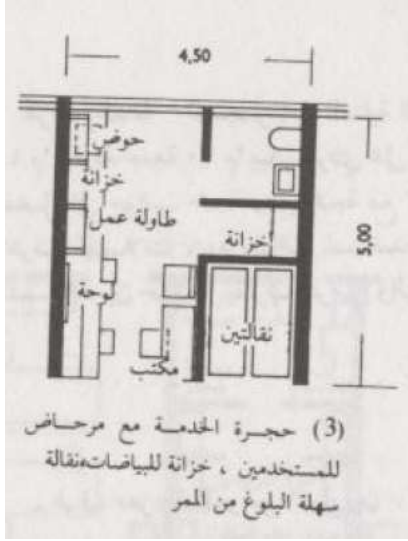 4,50
حوض
خزانة
طاولة عمل
خزانة
5,00
لوحة
نقالتين
مكتب
(3) حجرة الخدمة مع مرحاض
للمستخدمين ، خزانة للبياضات،نقالة
سهلة البلوغ من الممر